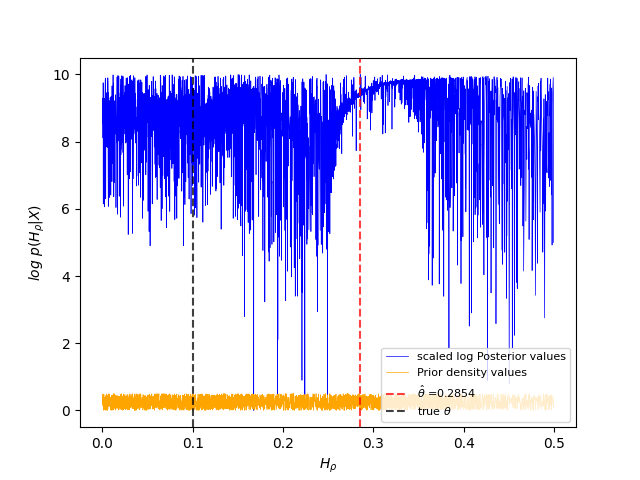 10
8
6
4
2
0
log p(H_ρ|X)
scaled log Posterior values
Prior density values
θ̂ =0.2854
true θ
0.0 0.1 0.2 0.3 0.4 0.5
H_ρ